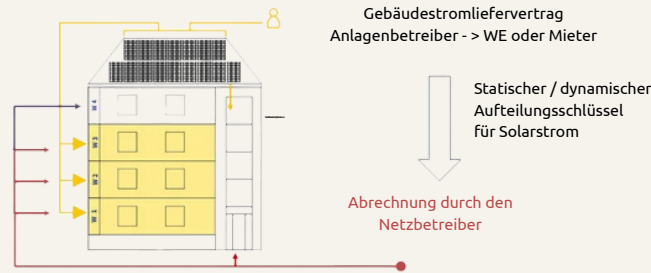 Gebäudestromliefervertrag
Anlagenbetreiber - > WE oder Mieter
Statischer / dynamischer
Aufteilungsschlüssel
für Solarstrom
Abrechnung durch den
Netzbetreiber